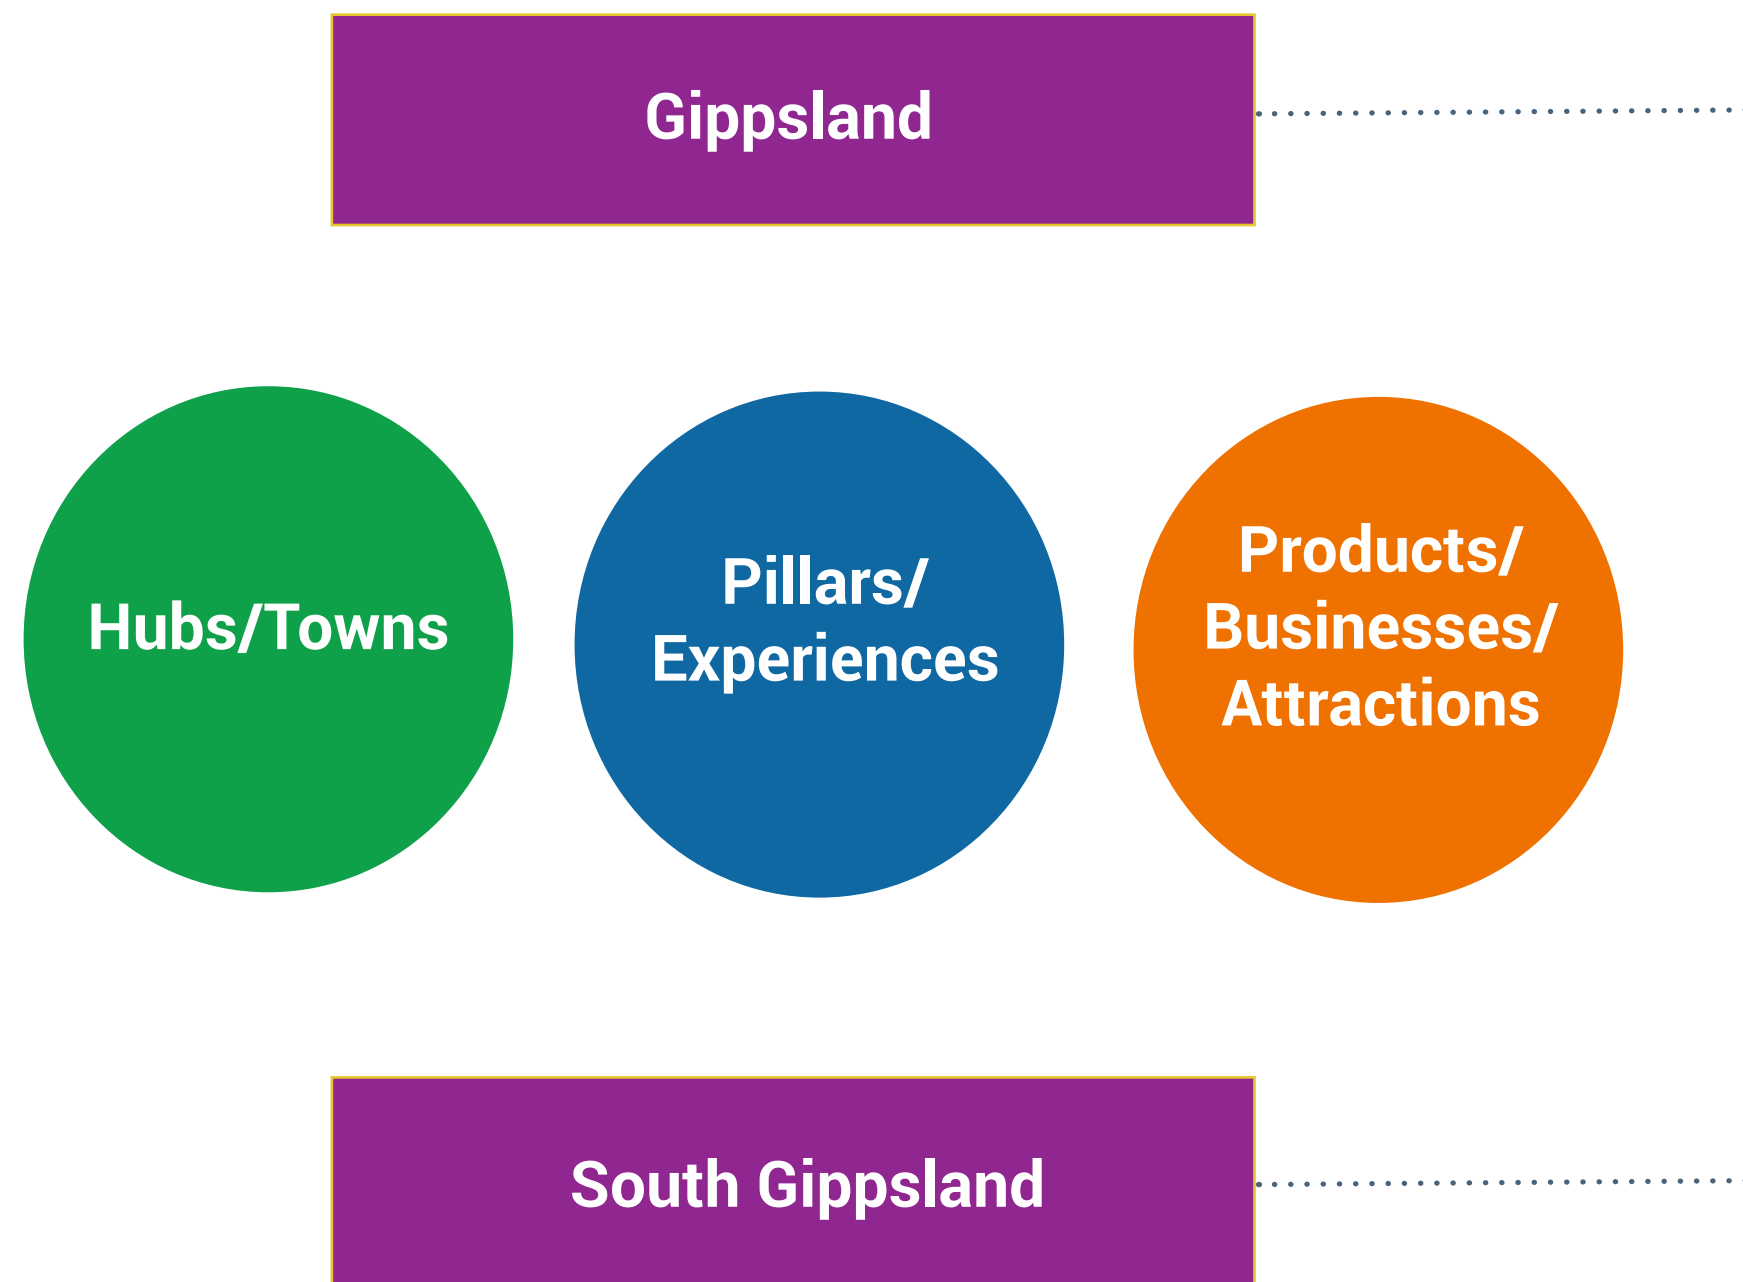 Gippsland
Hubs/Towns
Pillars/
Experiences
Products/
Businesses/
Attractions
South Gippsland